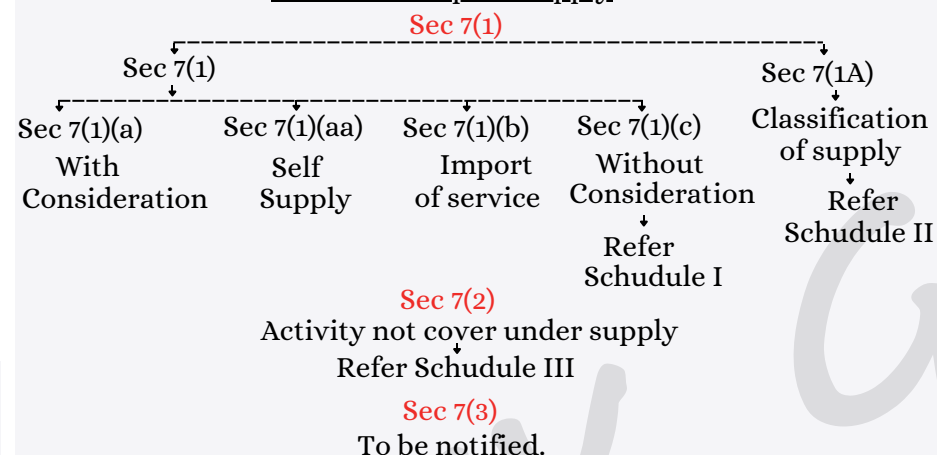 Sec 7(1)
Sec 7(1)
Sec 7(1A)
Sec 7(1)(a)
With
Consideration
Sec 7(1)(aa)
Self
Supply
Sec 7(1)(b)
Import
of service
Sec 7(1)(c)
Without
Consideration
Refer
Schudule I
Classification
of supply
Refer
Schudule II
Sec 7(2)
Activity not cover under supply
Refer Schudule III
Sec 7(3)
To be notified.